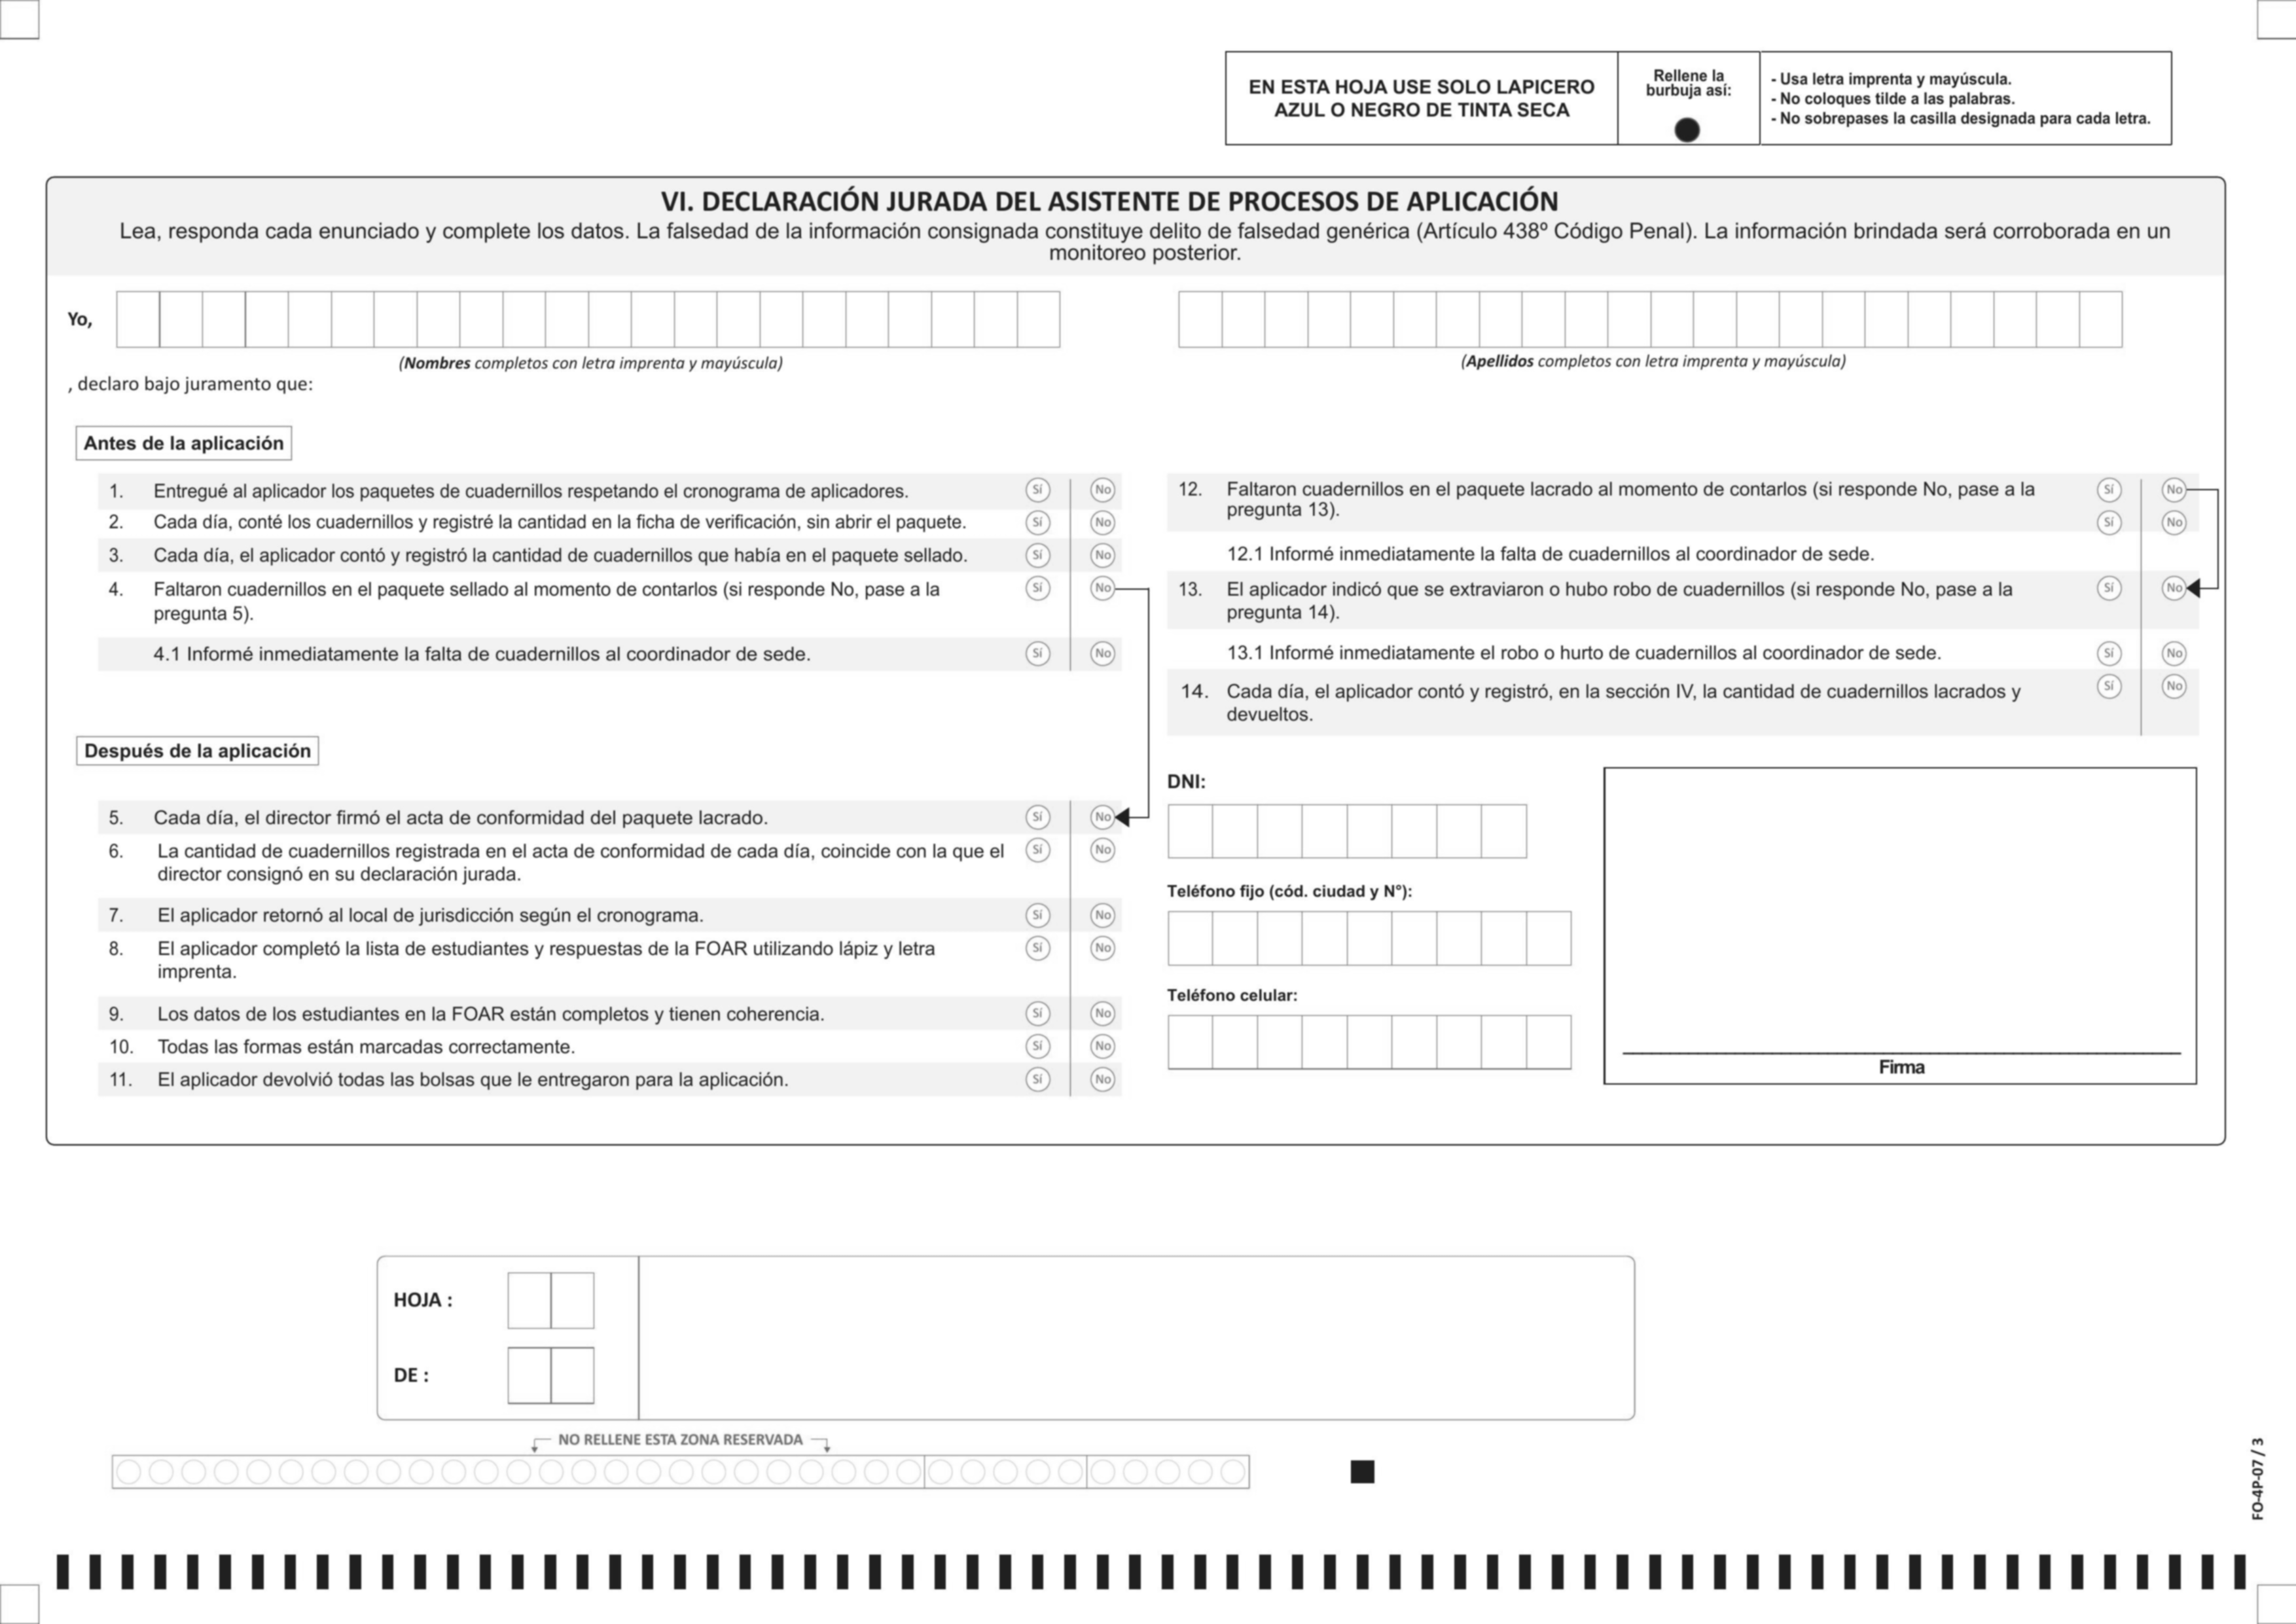 EN ESTA HOJA USE SOLO LAPICERO
AZUL O NEGRO DE TINTA SECA
Rellene la
burbuja así:
- Usa letra imprenta y mayúscula.
- No coloques tilde a las palabras.
- No sobrepases la casilla designada para cada letra.
VI. DECLARACIÓN JURADA DEL ASISTENTE DE PROCESOS DE APLICACIÓN
Lea, responda cada enunciado y complete los datos. La falsedad de la información consignada constituye delito de falsedad genérica (Artículo 438º Código Penal). La información brindada será corroborada en un
monitoreo posterior.
Yo,
(Nombres completos con letra imprenta y mayúscula)
(Apellidos completos con letra imprenta y mayúscula)
, declaro bajo juramento que:
Antes de la aplicación
1. Entregué al aplicador los paquetes de cuadernillos respetando el cronograma de aplicadores. Sí No
2. Cada día, conté los cuadernillos y registré la cantidad en la ficha de verificación, sin abrir el paquete. Sí No
3. Cada día, el aplicador contó y registró la cantidad de cuadernillos que había en el paquete sellado. Sí No
4. Faltaron cuadernillos en el paquete sellado al momento de contarlos (si responde No, pase a la Sí No
pregunta 5).
4.1 Informé inmediatamente la falta de cuadernillos al coordinador de sede. Sí No
Después de la aplicación
5. Cada día, el director firmó el acta de conformidad del paquete lacrado. Sí No
6. La cantidad de cuadernillos registrada en el acta de conformidad de cada día, coincide con la que el Sí No
director consignó en su declaración jurada.
7. El aplicador retornó al local de jurisdicción según el cronograma. Sí No
8. El aplicador completó la lista de estudiantes y respuestas de la FOAR utilizando lápiz y letra Sí No
imprenta.
9. Los datos de los estudiantes en la FOAR están completos y tienen coherencia. Sí No
10. Todas las formas están marcadas correctamente. Sí No
11. El aplicador devolvió todas las bolsas que le entregaron para la aplicación. Sí No
12. Faltaron cuadernillos en el paquete lacrado al momento de contarlos (si responde No, pase a la Sí No
pregunta 13). Sí No
12.1 Informé inmediatamente la falta de cuadernillos al coordinador de sede.
13. El aplicador indicó que se extraviaron o hubo robo de cuadernillos (si responde No, pase a la Sí No
pregunta 14).
13.1 Informé inmediatamente el robo o hurto de cuadernillos al coordinador de sede. Sí No
14. Cada día, el aplicador contó y registró, en la sección IV, la cantidad de cuadernillos lacrados y Sí No
devueltos.
DNI:
Teléfono fijo (cód. ciudad y N°):
Teléfono celular:
Firma
HOJA :
DE :
NO RELLENE ESTA ZONA RESERVADA
FO-4P-07 / 3